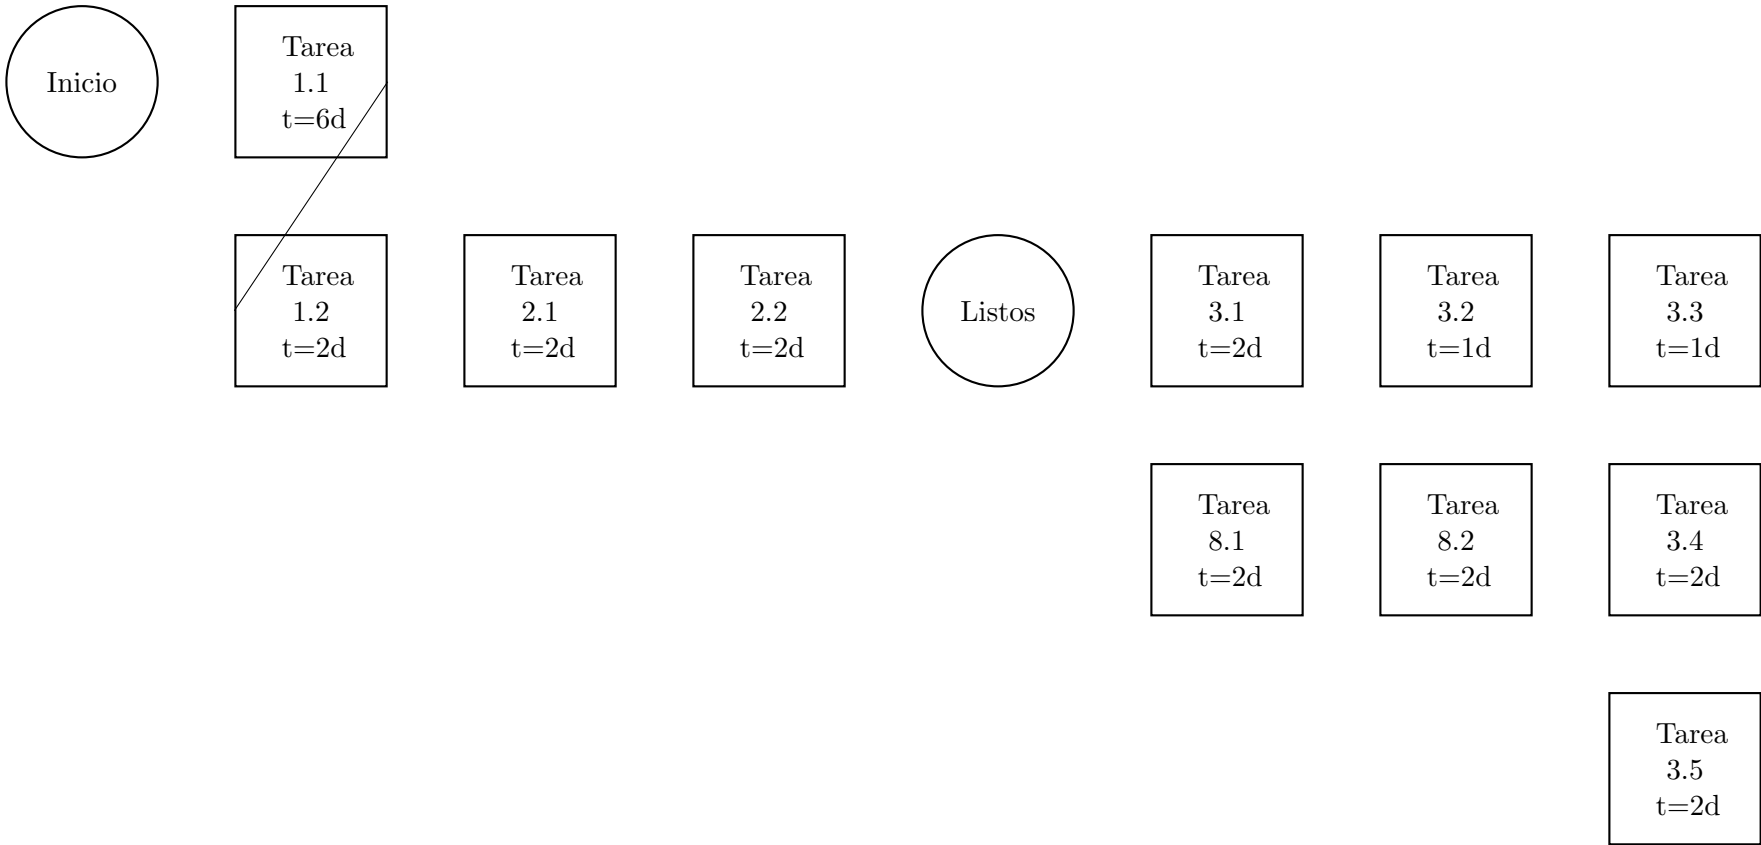 Inicio
Tarea
1.1
t=6d
Tarea
1.2
t=2d
Tarea
2.1
t=2d
Tarea
2.2
t=2d
Listos
Tarea
3.1
t=2d
Tarea
3.2
t=1d
Tarea
3.3
t=1d
Tarea
8.1
t=2d
Tarea
8.2
t=2d
Tarea
3.4
t=2d
Tarea
3.5
t=2d